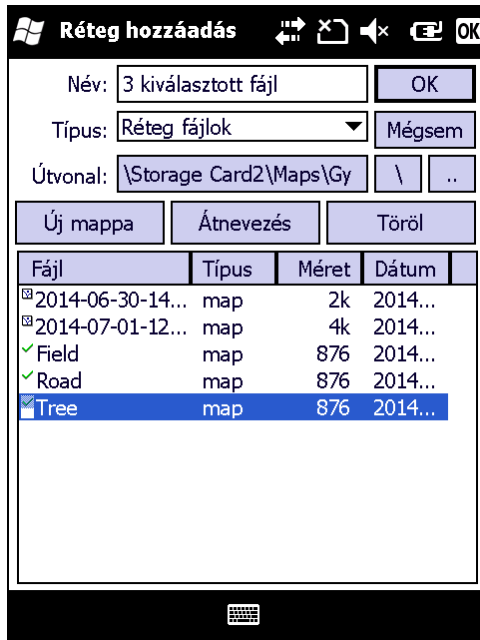 Réteg hozzáadás OK
Név: 3 kiválasztott fájl OK
Típus: Réteg fájlok Mégsem
Útvonal: \Storage Card2\Maps\Gy \ ..
Új mappa Átnevezés Töröl
Fájl Típus Méret Dátum
2014-06-30-14... map 2k 2014...
2014-07-01-12... map 4k 2014...
Field map 876 2014...
Road map 876 2014...
Tree map 876 2014...